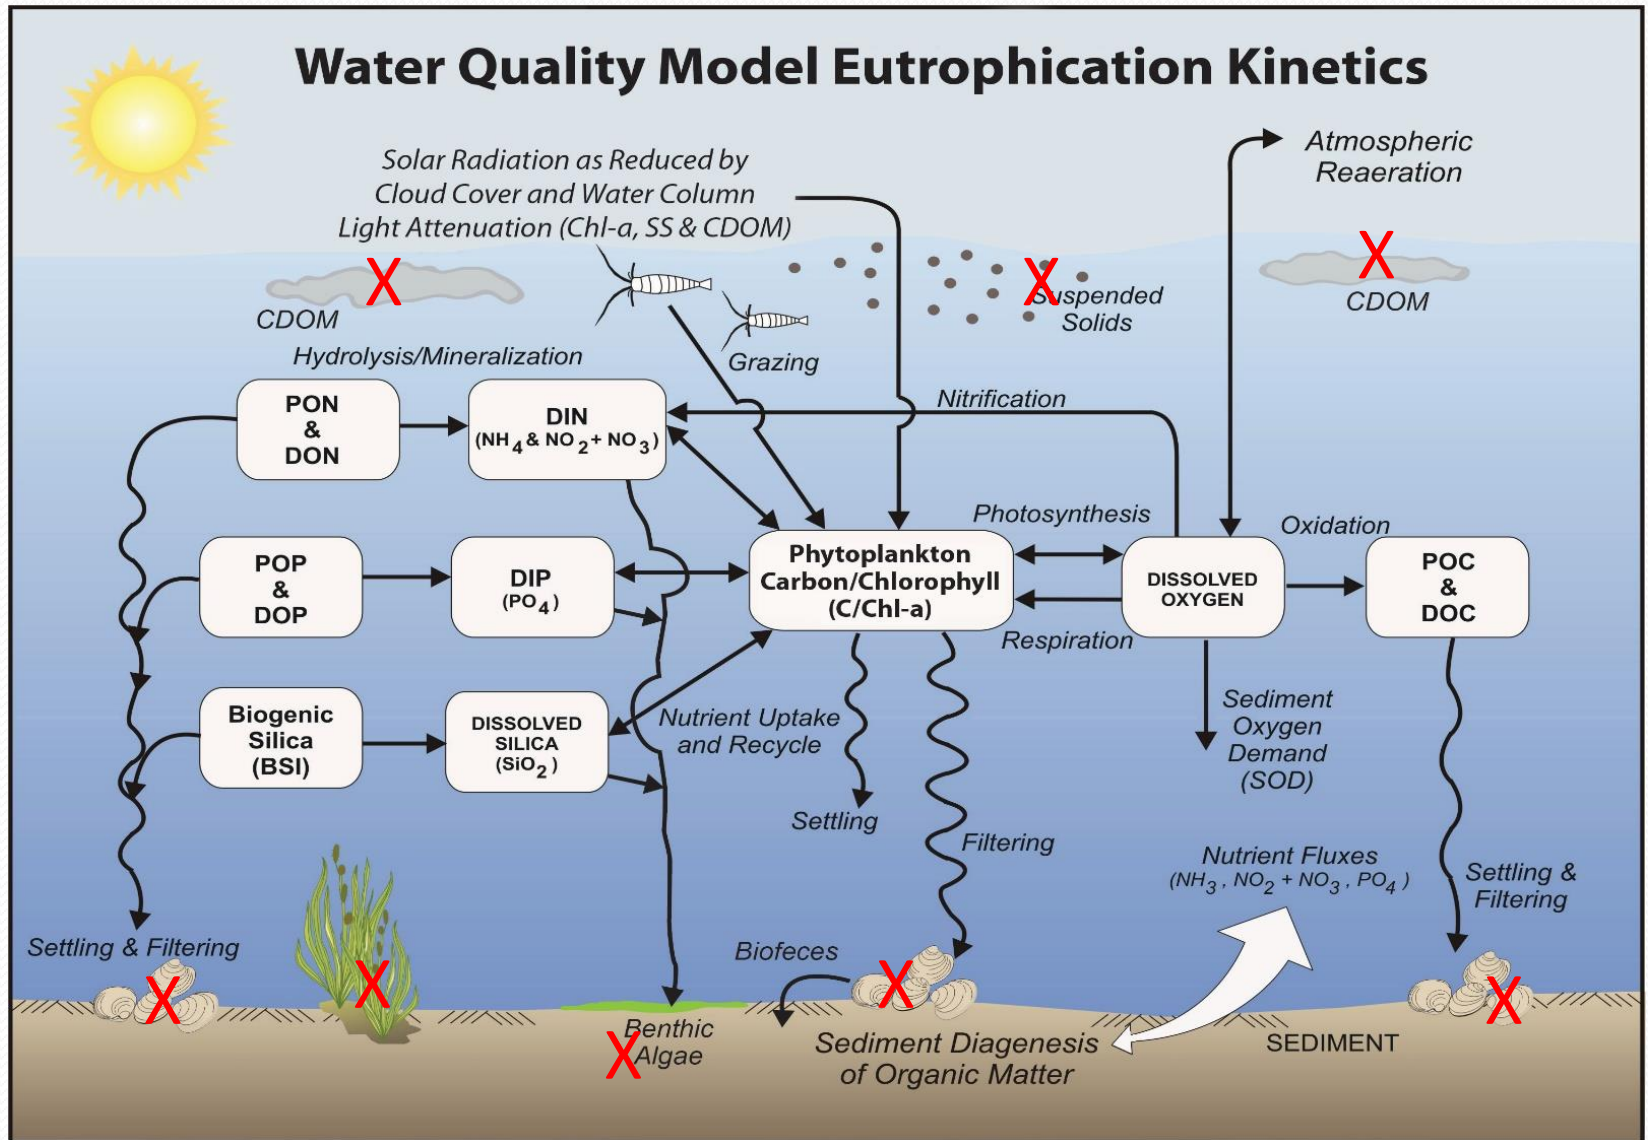 Water Quality Model Eutrophication Kinetics
Solar Radiation as Reduced by
Cloud Cover and Water Column
Light Attenuation (Chl-a, SS & CDOM)
Atmospheric
Reaeration
X
X
X
CDOM
Suspended
Solids
CDOM
Hydrolysis/Mineralization
Grazing
PON
&
DON
DIN
(NH4 & NO2 + NO3)
Nitrification
Photosynthesis
Oxidation
POP
&
DOP
DIP
(PO4)
Phytoplankton
Carbon/Chlorophyll
(C/Chl-a)
DISSOLVED
OXYGEN
POC
&
DOC
Respiration
Biogenic
Silica
(BSI)
DISSOLVED
SILICA
(SiO2)
Nutrient Uptake
and Recycle
Sediment
Oxygen
Demand
(SOD)
Settling
Filtering
Nutrient Fluxes
(NH3, NO2 + NO3, PO4)
Settling &
Filtering
Settling & Filtering
Biofeces
X
X
X
X
Benthic
Algae
X
Sediment Diagenesis
of Organic Matter
SEDIMENT